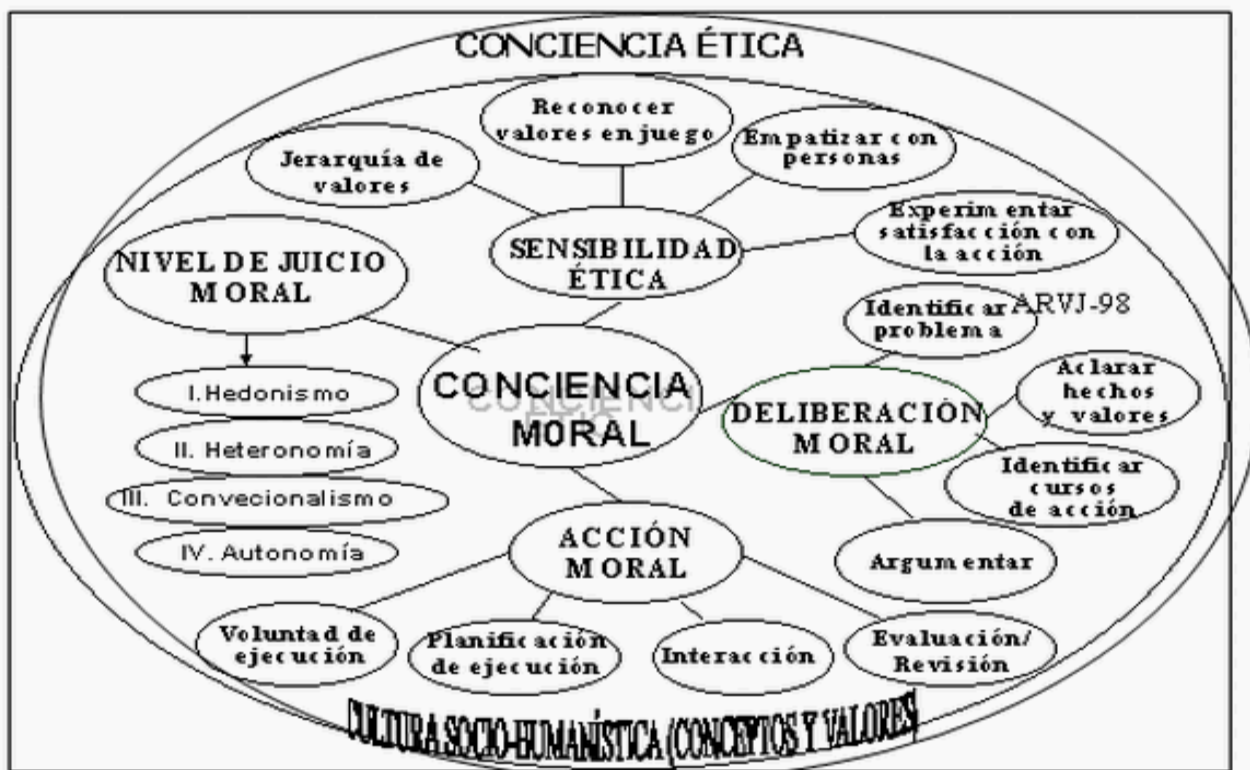 CONCIENCIA ÉTICA
Reconocer
valores en juego
Empatizar con
personas
Jerarquía de
valores
Experimentar
satisfacción con
la acción
SENSIBILIDAD
ÉTICA
NIVEL DE JUICIO
MORAL
Identificar
problema
ARVJ-98
CONCIENCIA
MORAL
DELIBERACIÓN
MORAL
Aclarar
hechos
y valores
I.Hedonismo
II. Heteronomía
III. Convecionalismo
IV. Autonomía
Identificar
cursos
de acción
ACCIÓN
MORAL
Argumentar
Voluntad de
ejecución
Planificación
de ejecución
Interacción
Evaluación/
Revisión
CULTURA SOCIO-HUMANÍSTICA (CONCEPTOS Y VALORES